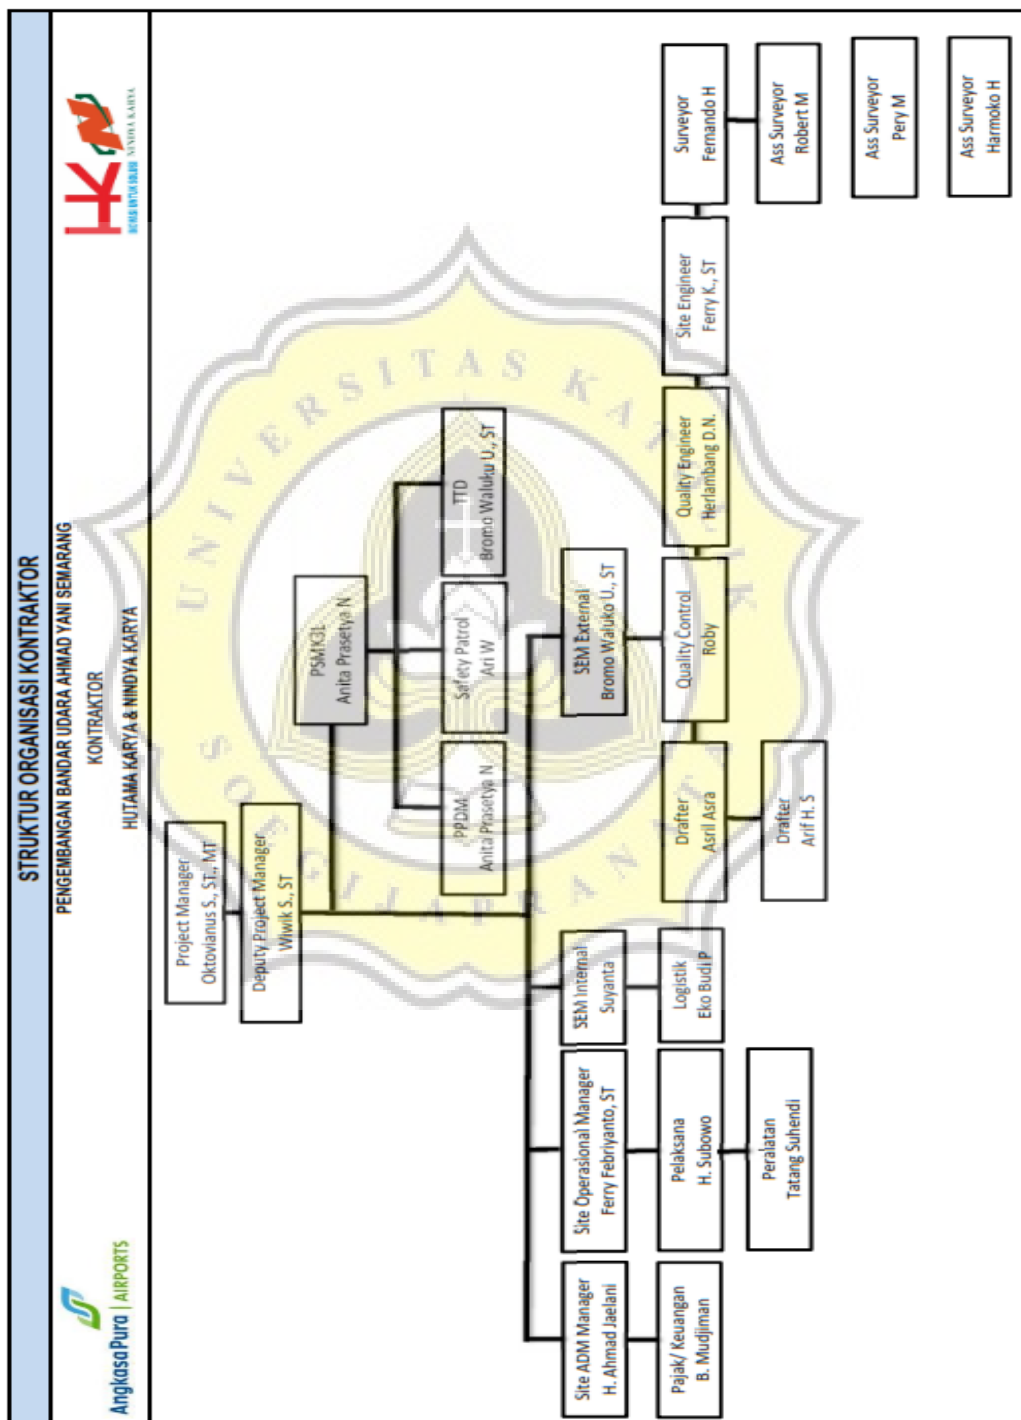 STRUKTUR ORGANISASI KONTRAKTOR
PENGEMBANGAN BANDAR UDARA AHMAD YANI SEMARANG
KONTRAKTOR
HUTAMA KARYA & NINDYA KARYA
AngkasaPura | AIRPORTS
HK
INOVASI UNTUK SOLUSI
NINDYA KARYA
Project Manager
Oktovianus S., ST., MT
Deputy Project Manager
Wiwik S., ST
PSMK3L
Anita Prasetya N
PPDM
Anita Prasetya N
Safety Patrol
Ari W
TTD
Bromo Waluku U., ST
Site ADM Manager
H. Ahmad Jaelani
Site Operasional Manager
Ferry Febriyanto, ST
SEM Internal
Suyanta
SEM External
Bromo Waluko U., ST
Pajak/ Keuangan
B. Mudjiman
Pelaksana
H. Subowo
Logistik
Eko Budi P
Drafter
Asril Asra
Quality Control
Roby
Quality Engineer
Herlambang D.N.
Site Engineer
Ferry K., ST
Surveyor
Fernando H
Peralatan
Tatang Suhendi
Drafter
Arif H. S
Ass Surveyor
Robert M
Ass Surveyor
Pery M
Ass Surveyor
Harmoko H
UNIVERSITAS KATOLIK
SOEGIJAPRANATA